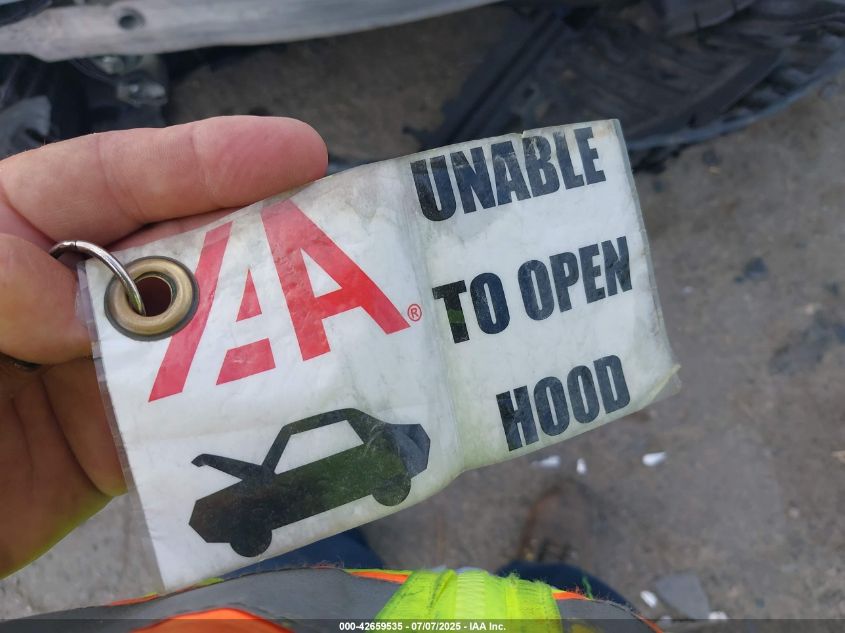 IAA®
UNABLE
TO OPEN
HOOD
000-42659535 - 07/07/2025 - IAA Inc.